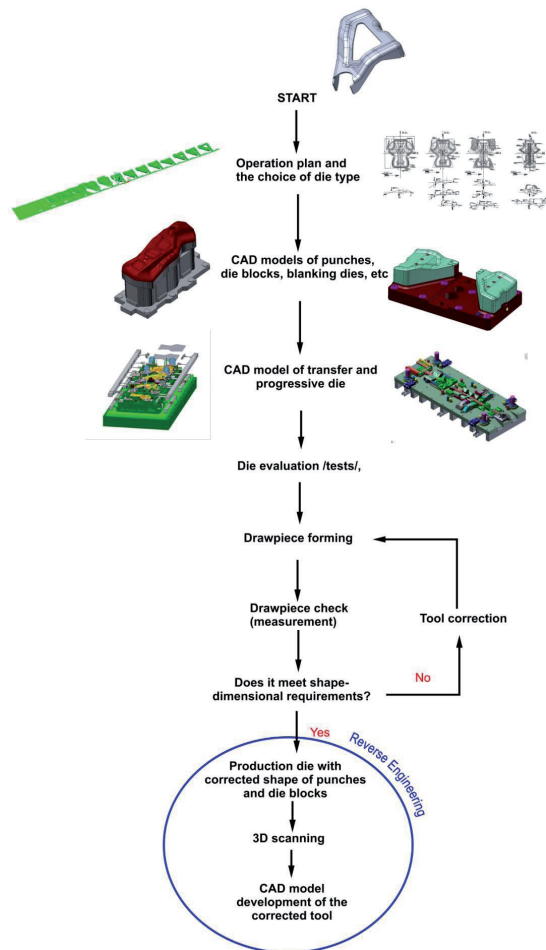 START
Operation plan and
the choice of die type
CAD models of punches,
die blocks, blanking dies, etc
CAD model of transfer and
progressive die
Die evaluation /tests/,
Drawpiece forming
Drawpiece check
(measurement)
Tool correction
Does it meet shape-
dimensional requirements?
No
Yes
Reverse Engineering
Production die with
corrected shape of punches
and die blocks
3D scanning
CAD model
development of the
corrected tool